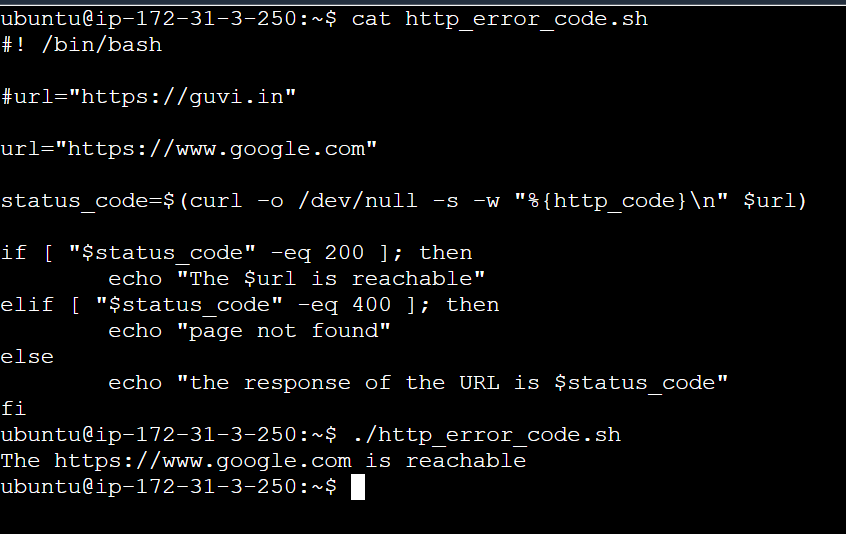 ubuntu@ip-172-31-3-250:~$ cat http_error_code.sh
#! /bin/bash
#url="https://guvi.in"
url="https://www.google.com"
status_code=$(curl -o /dev/null -s -w "%{http_code}\n" $url)
if [ "$status_code" -eq 200 ]; then
        echo "The $url is reachable"
elif [ "$status_code" -eq 400 ]; then
        echo "page not found"
else
        echo "the response of the URL is $status_code"
fi
ubuntu@ip-172-31-3-250:~$ ./http_error_code.sh
The https://www.google.com is reachable
ubuntu@ip-172-31-3-250:~$